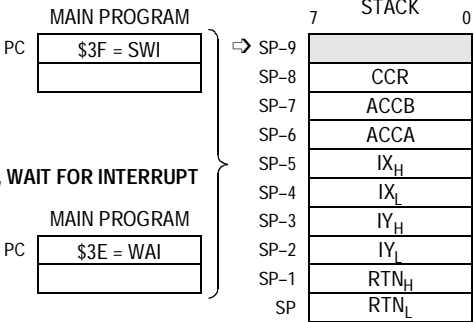 MAIN PROGRAM
PC $3F = SWI
, WAIT FOR INTERRUPT
MAIN PROGRAM
PC $3E = WAI
STACK
7 0
⇨ SP–9
SP–8 CCR
SP–7 ACCB
SP–6 ACCA
SP–5 IXH
SP–4 IXL
SP–3 IYH
SP–2 IYL
SP–1 RTNH
SP RTNL